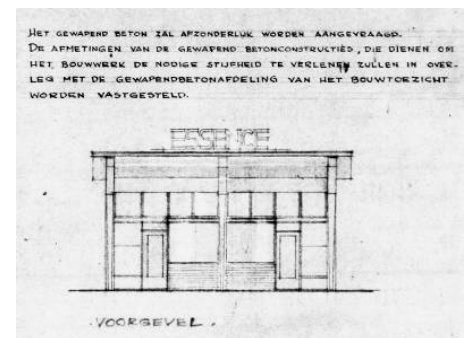 HET GEWAPEND BETON ZAL AFZONDERLIJK WORDEN AANGEVRAAGD.
DE AFMETINGEN VAN DE GEWAPEND BETONCONSTRUCTIES, DIE DIENEN OM
HET BOUWWERK DE NODIGE STIJFHEID TE VERLENEN ZULLEN IN OVER-
LEG MET DE GEWAPENDBETONAFDELING VAN HET BOUWTOEZICHT
WORDEN VASTGESTELD.
.VOORGEVEL.